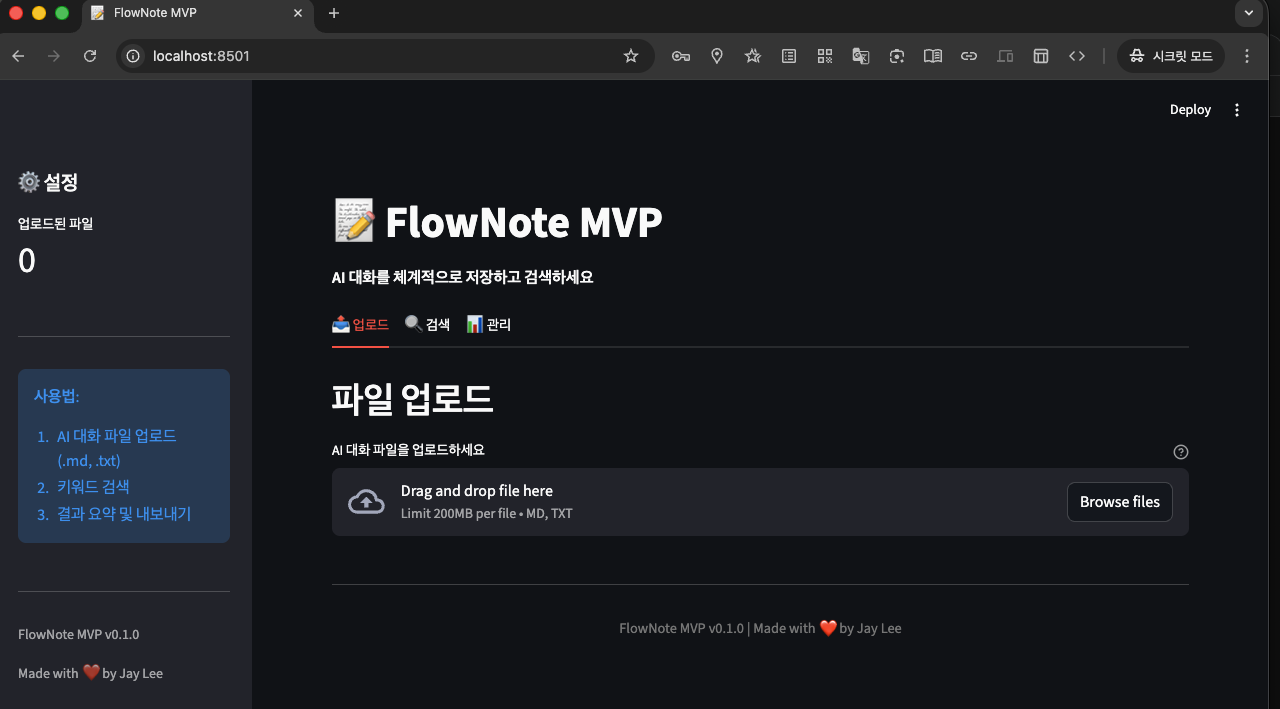 FlowNote MVP
localhost:8501
시크릿 모드
Deploy
설정
업로드된 파일
0
사용법:
1. AI 대화 파일 업로드
(.md, .txt)
2. 키워드 검색
3. 결과 요약 및 내보내기
FlowNote MVP v0.1.0
Made with ❤️ by Jay Lee
FlowNote MVP
AI 대화를 체계적으로 저장하고 검색하세요
업로드 검색 관리
파일 업로드
AI 대화 파일을 업로드하세요
Drag and drop file here
Limit 200MB per file • MD, TXT
Browse files
FlowNote MVP v0.1.0 | Made with ❤️ by Jay Lee